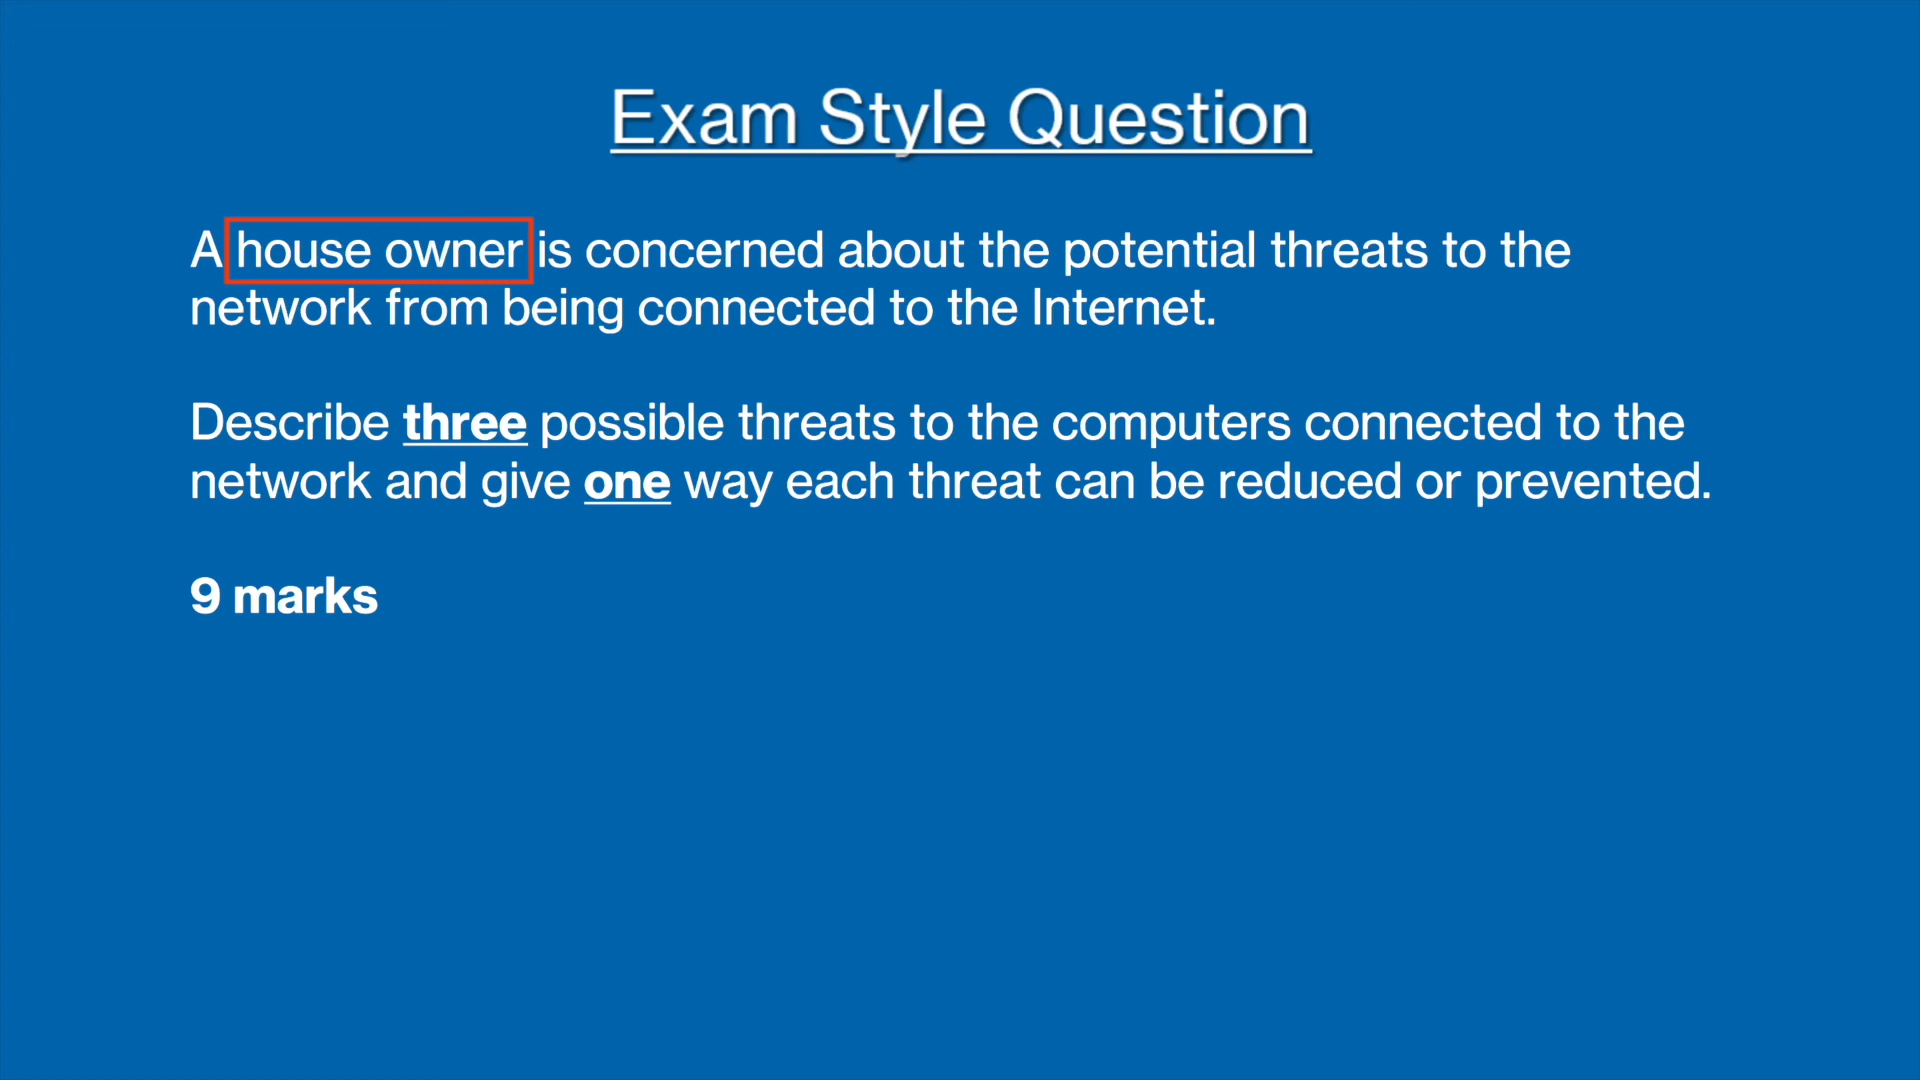 Exam Style Question
A house owner is concerned about the potential threats to the
network from being connected to the Internet.
Describe three possible threats to the computers connected to the
network and give one way each threat can be reduced or prevented.
9 marks